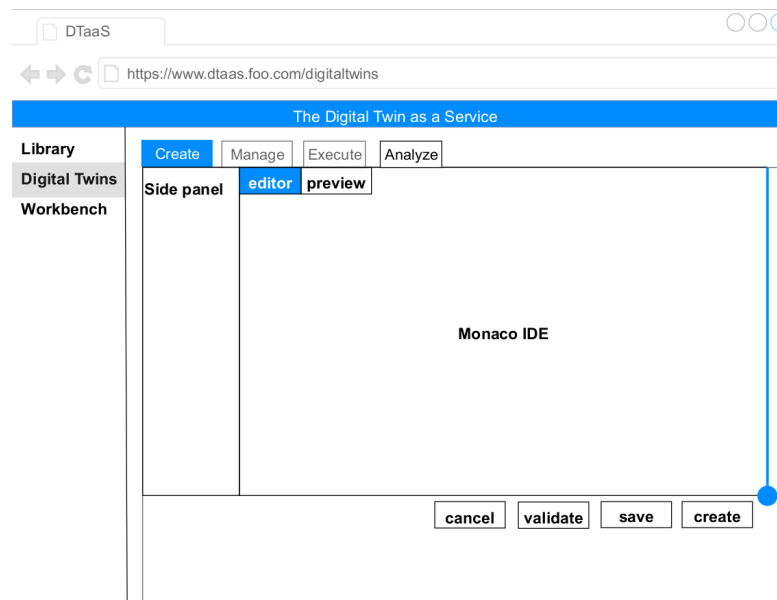 DTaaS
https://www.dtaas.foo.com/digitaltwins
The Digital Twin as a Service
Library
Digital Twins
Workbench
Create Manage Execute Analyze
Side panel
editor preview
Monaco IDE
cancel validate save create